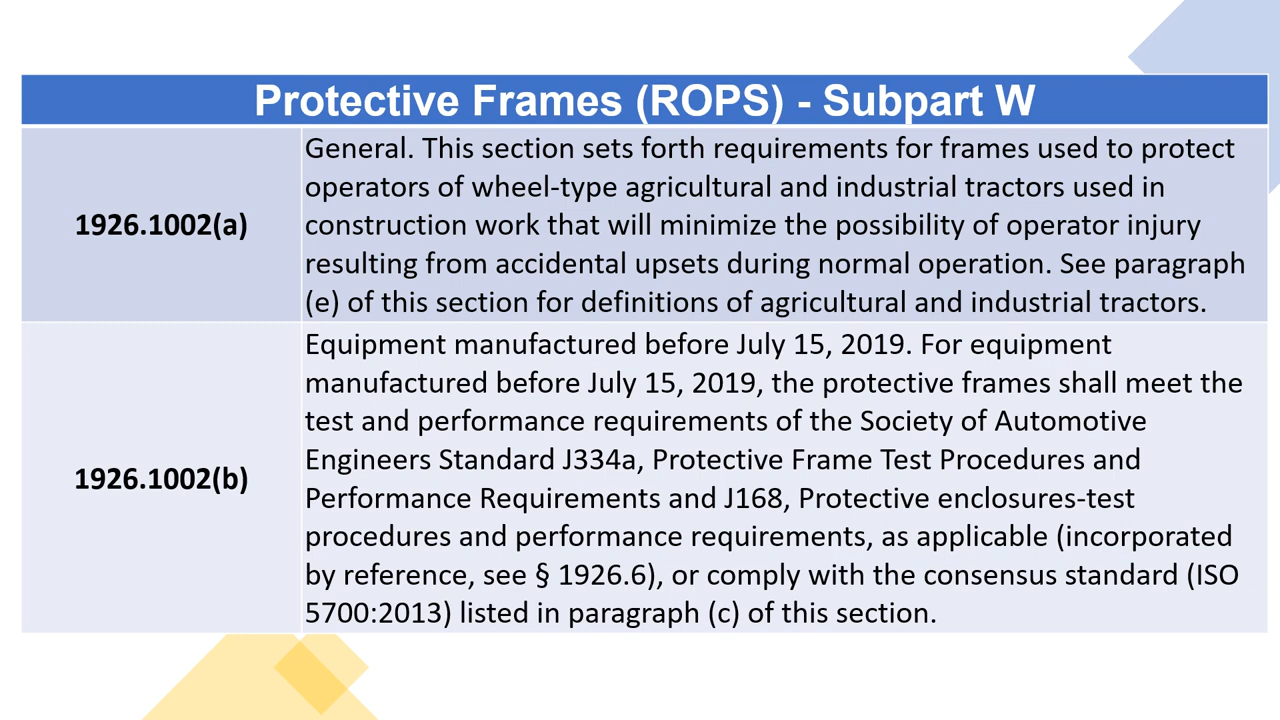 Protective Frames (ROPS) - Subpart W
1926.1002(a)
General. This section sets forth requirements for frames used to protect
operators of wheel-type agricultural and industrial tractors used in
construction work that will minimize the possibility of operator injury
resulting from accidental upsets during normal operation. See paragraph
(e) of this section for definitions of agricultural and industrial tractors.
1926.1002(b)
Equipment manufactured before July 15, 2019. For equipment
manufactured before July 15, 2019, the protective frames shall meet the
test and performance requirements of the Society of Automotive
Engineers Standard J334a, Protective Frame Test Procedures and
Performance Requirements and J168, Protective enclosures-test
procedures and performance requirements, as applicable (incorporated
by reference, see § 1926.6), or comply with the consensus standard (ISO
5700:2013) listed in paragraph (c) of this section.